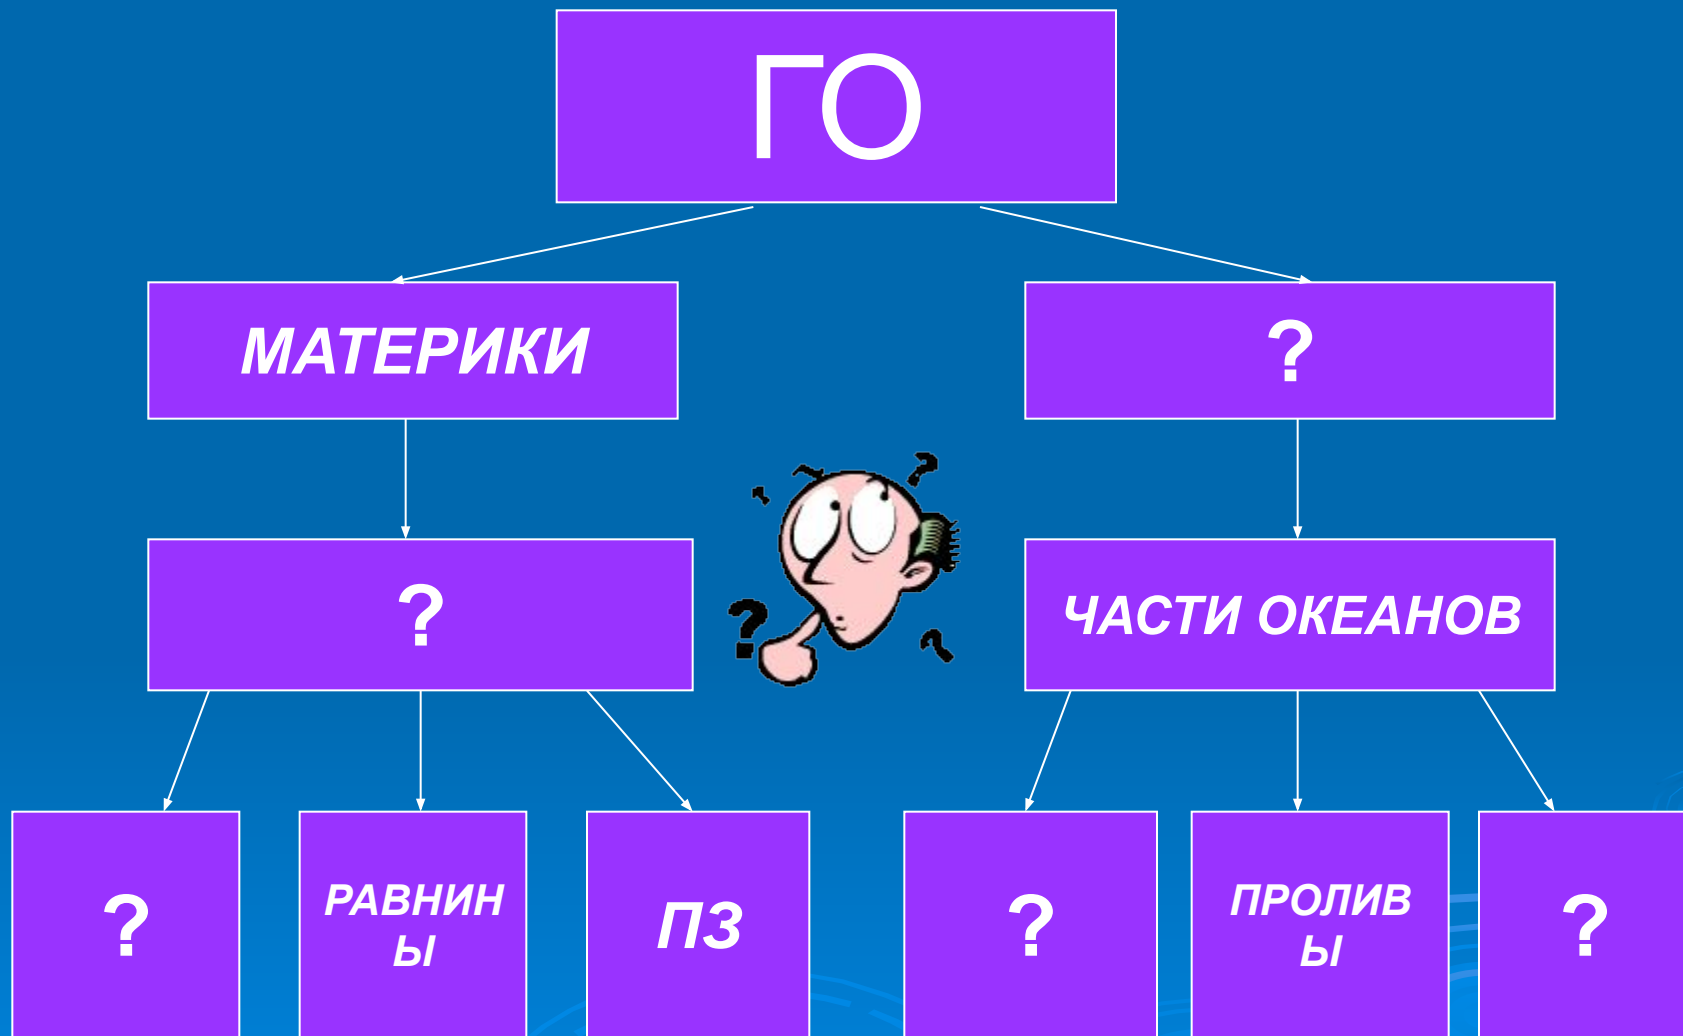 ГО
МАТЕРИКИ
?
?
ЧАСТИ ОКЕАНОВ
?
РАВНИН
Ы
ПЗ
?
ПРОЛИВ
Ы
?